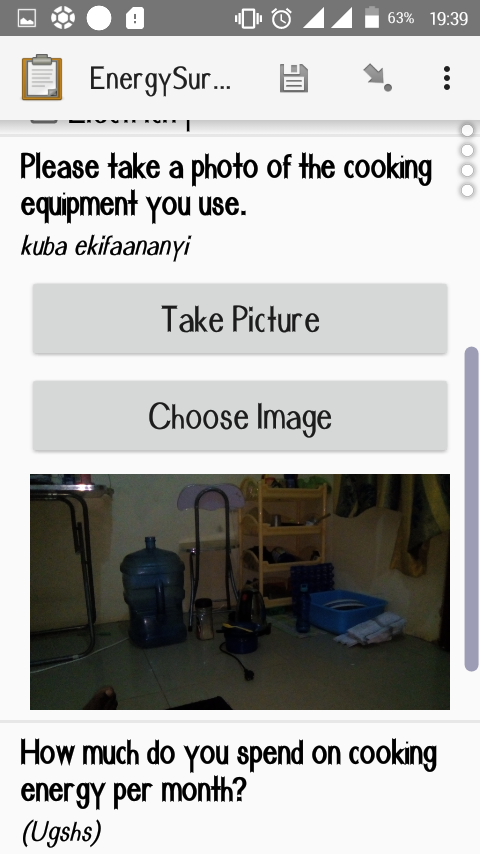 63% 19:39
EnergySur...
Please take a photo of the cooking
equipment you use.
kuba ekifaananyi
Take Picture
Choose Image
How much do you spend on cooking
energy per month?
(Ugshs)